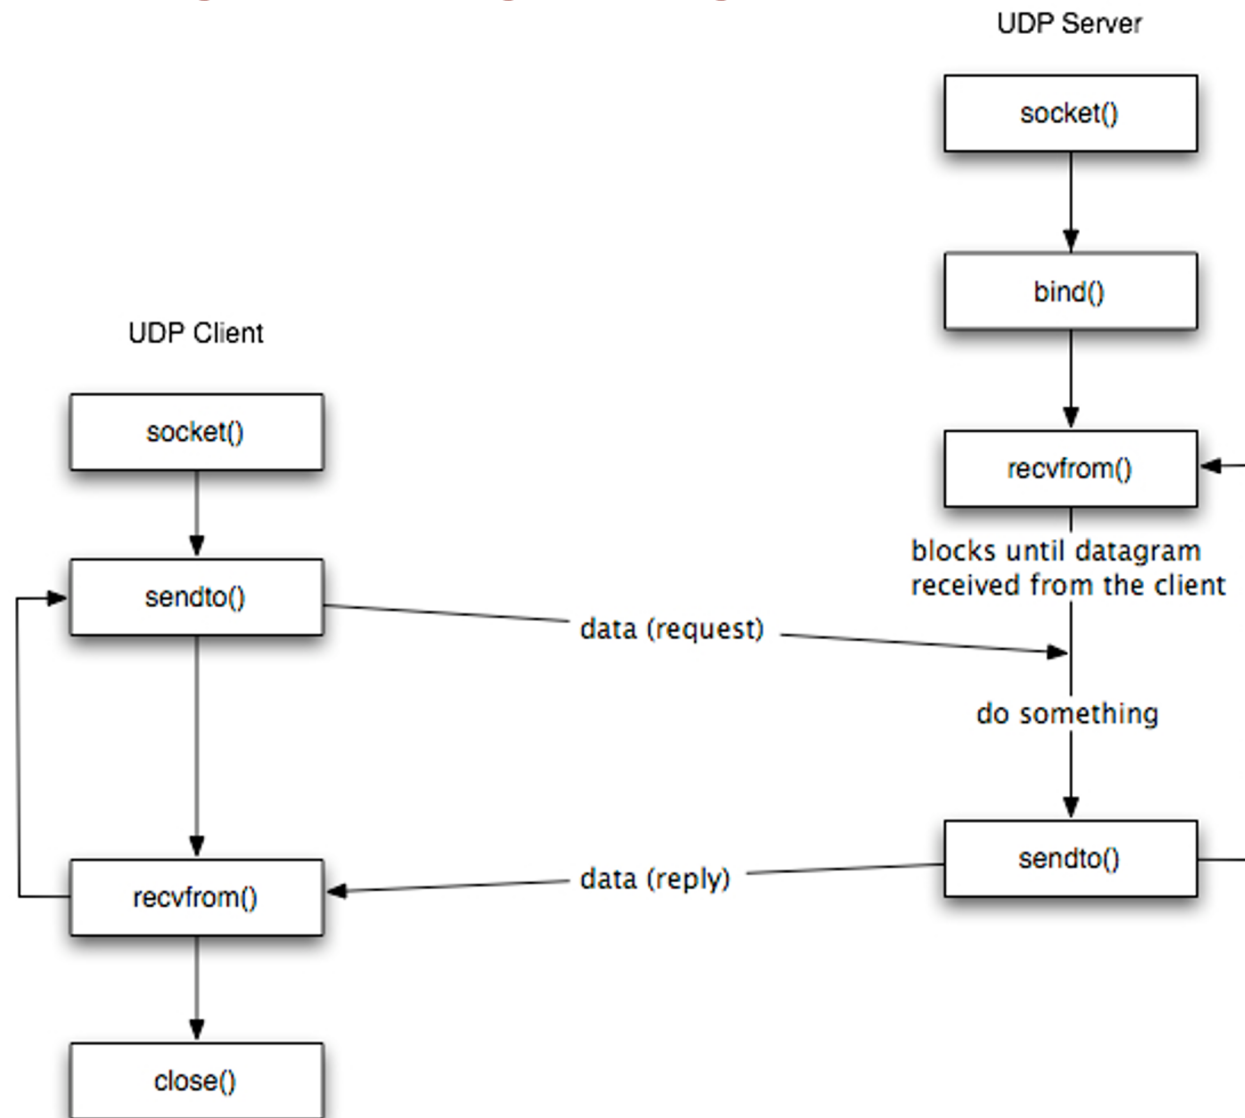 UDP Server
socket()
bind()
UDP Client
socket()
recvfrom()
blocks until datagram
received from the client
sendto()
data (request)
do something
sendto()
data (reply)
recvfrom()
close()